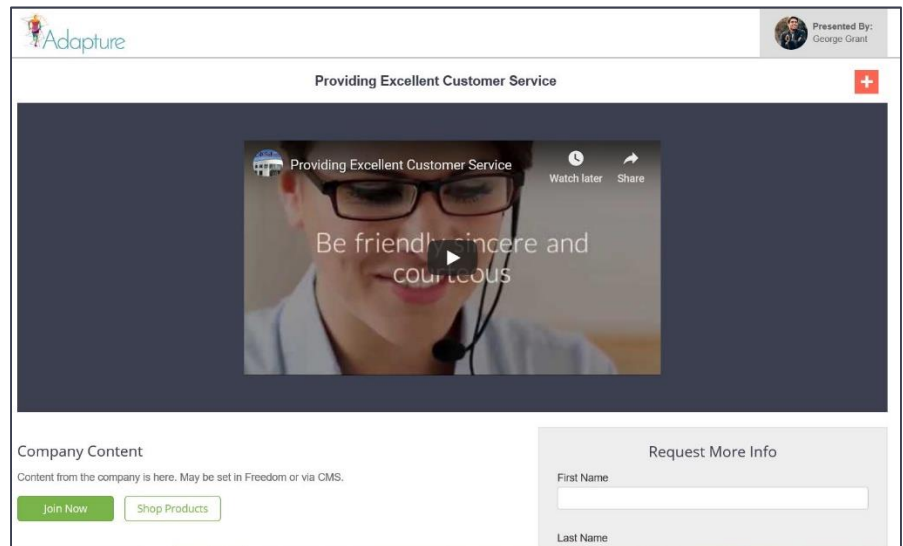 Adapture
Presented By:
George Grant
Providing Excellent Customer Service
+
Providing Excellent Customer Service
Watch later
Share
Be friendly sincere and
courteous
Company Content
Content from the company is here. May be set in Freedom or via CMS.
Join Now
Shop Products
Request More Info
First Name
Last Name